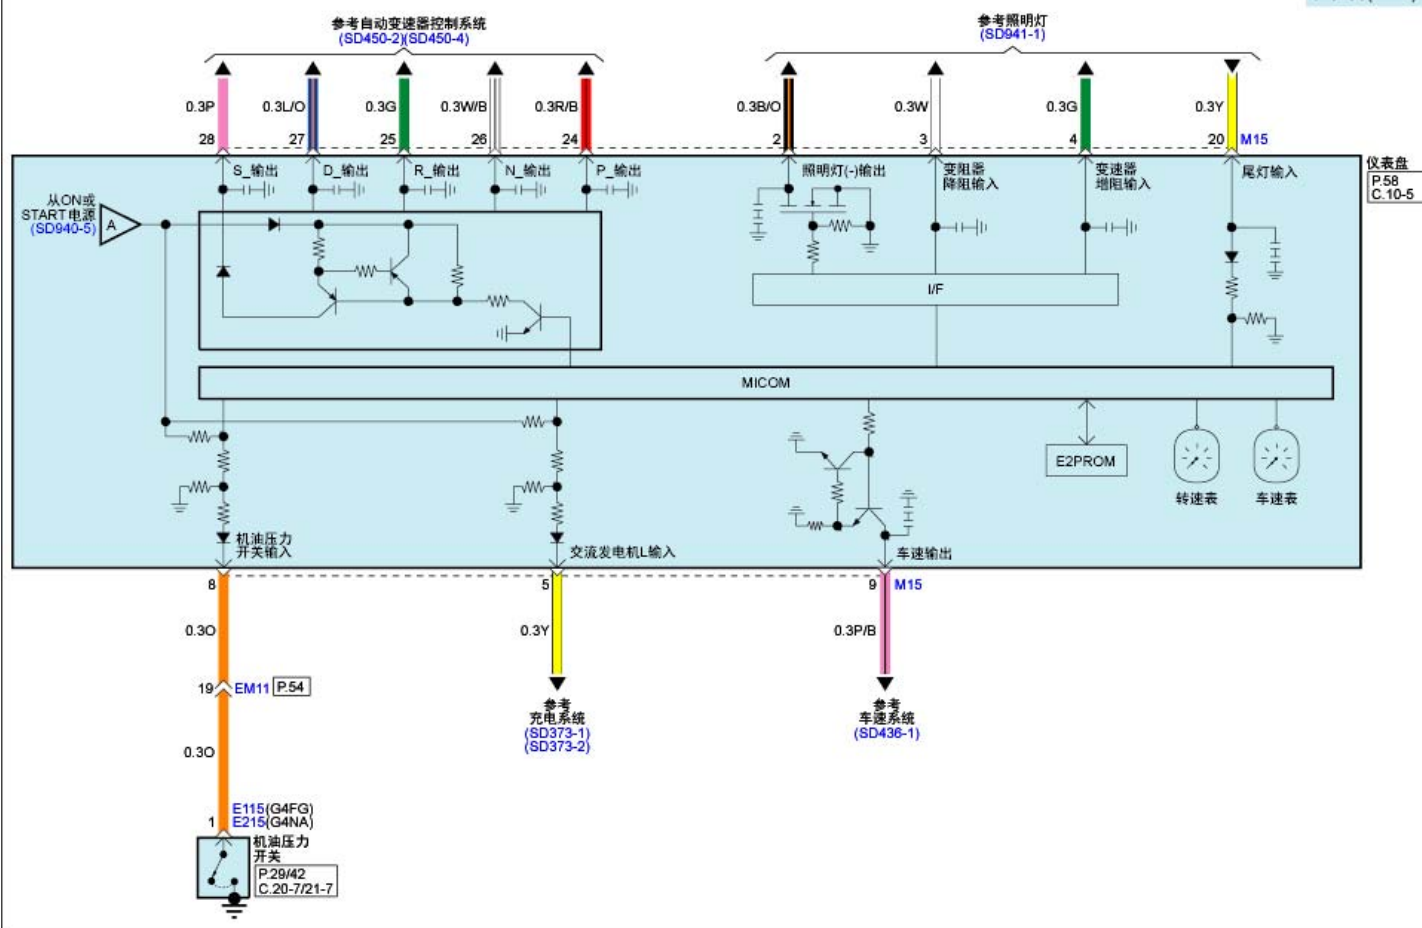 参考自动变速器控制系统
(SD450-2)(SD450-4)
参考照明灯
(SD941-1)
0.3P
0.3L/O
0.3G
0.3W/B
0.3R/B
0.3B/O
0.3W
0.3G
0.3Y
28
27
25
26
24
2
3
4
20
M15
S_输出
D_输出
R_输出
N_输出
P_输出
照明灯(-)输出
变阻器
降阻输入
变速器
增阻输入
尾灯输入
仪表盘
P.58
C.10-5
从ON或
START电源
(SD940-5)
A
I/F
MICOM
E2PROM
转速表
车速表
机油压力
开关输入
交流发电机L输入
车速输出
8
5
9
M15
0.3O
0.3Y
0.3P/B
19
EM11
P.54
参考
充电系统
(SD373-1)
(SD373-2)
参考
车速系统
(SD436-1)
0.3O
E115(G4FG)
1
E215(G4NA)
机油压力
开关
P.29/42
C.20-7/21-7